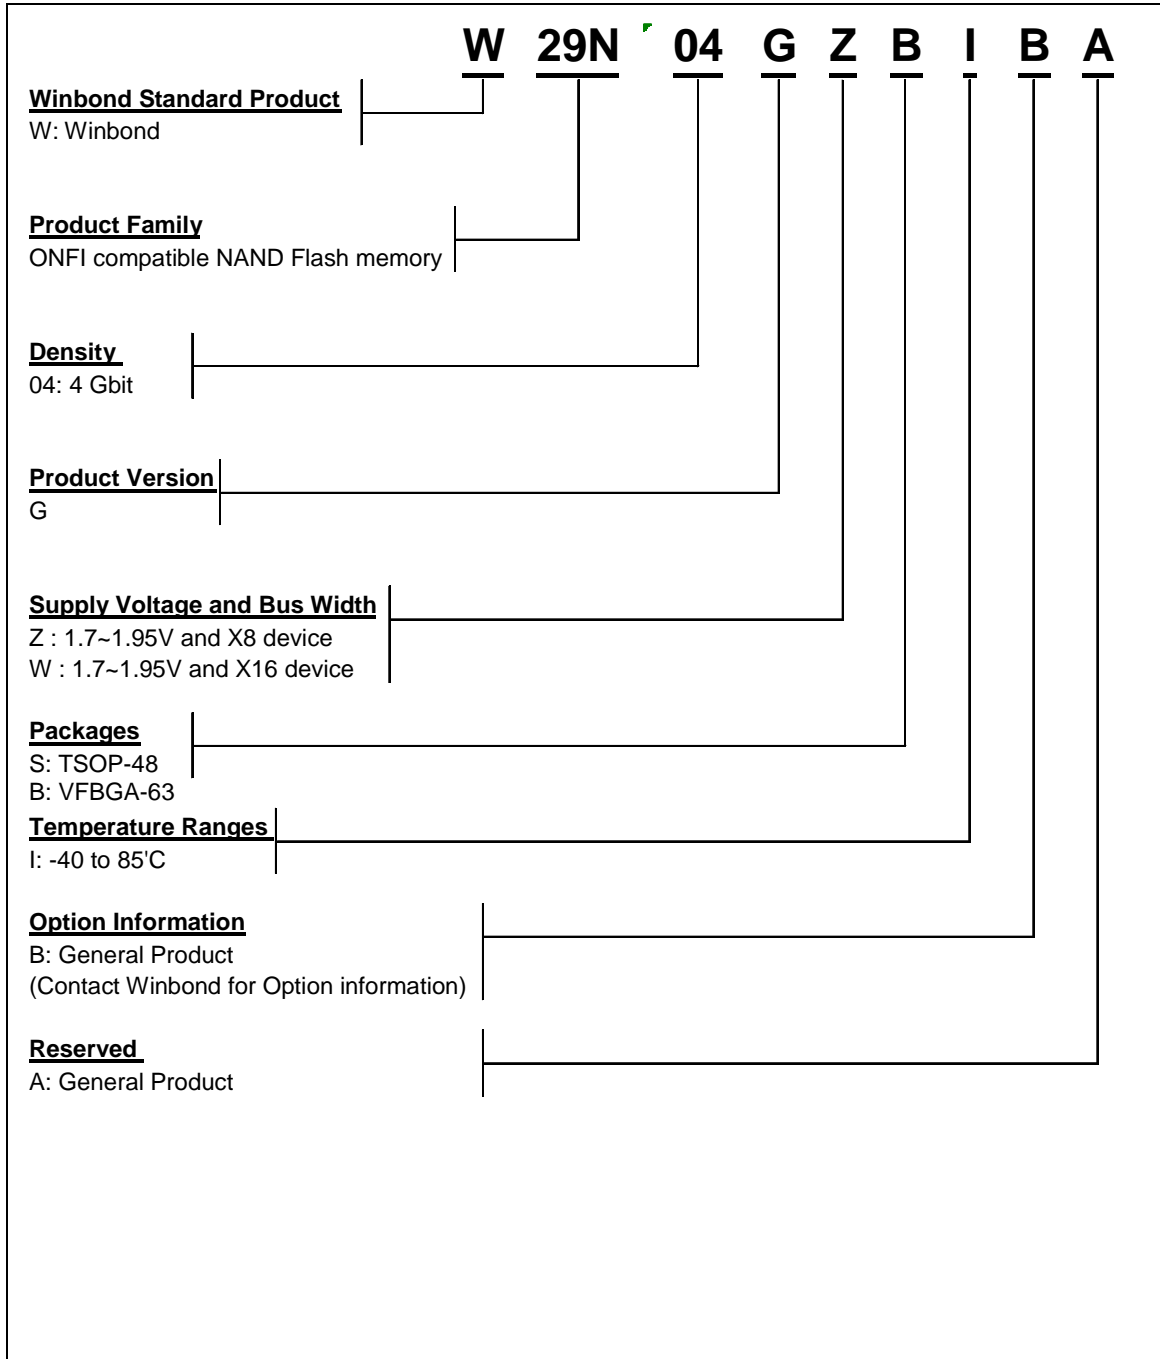 W 29N 04 G Z B I B A
Winbond Standard Product
W: Winbond
Product Family
ONFI compatible NAND Flash memory
Density
04: 4 Gbit
Product Version
G
Supply Voltage and Bus Width
Z : 1.7~1.95V and X8 device
W : 1.7~1.95V and X16 device
Packages
S: TSOP-48
B: VFBGA-63
Temperature Ranges
I: -40 to 85'C
Option Information
B: General Product
(Contact Winbond for Option information)
Reserved
A: General Product